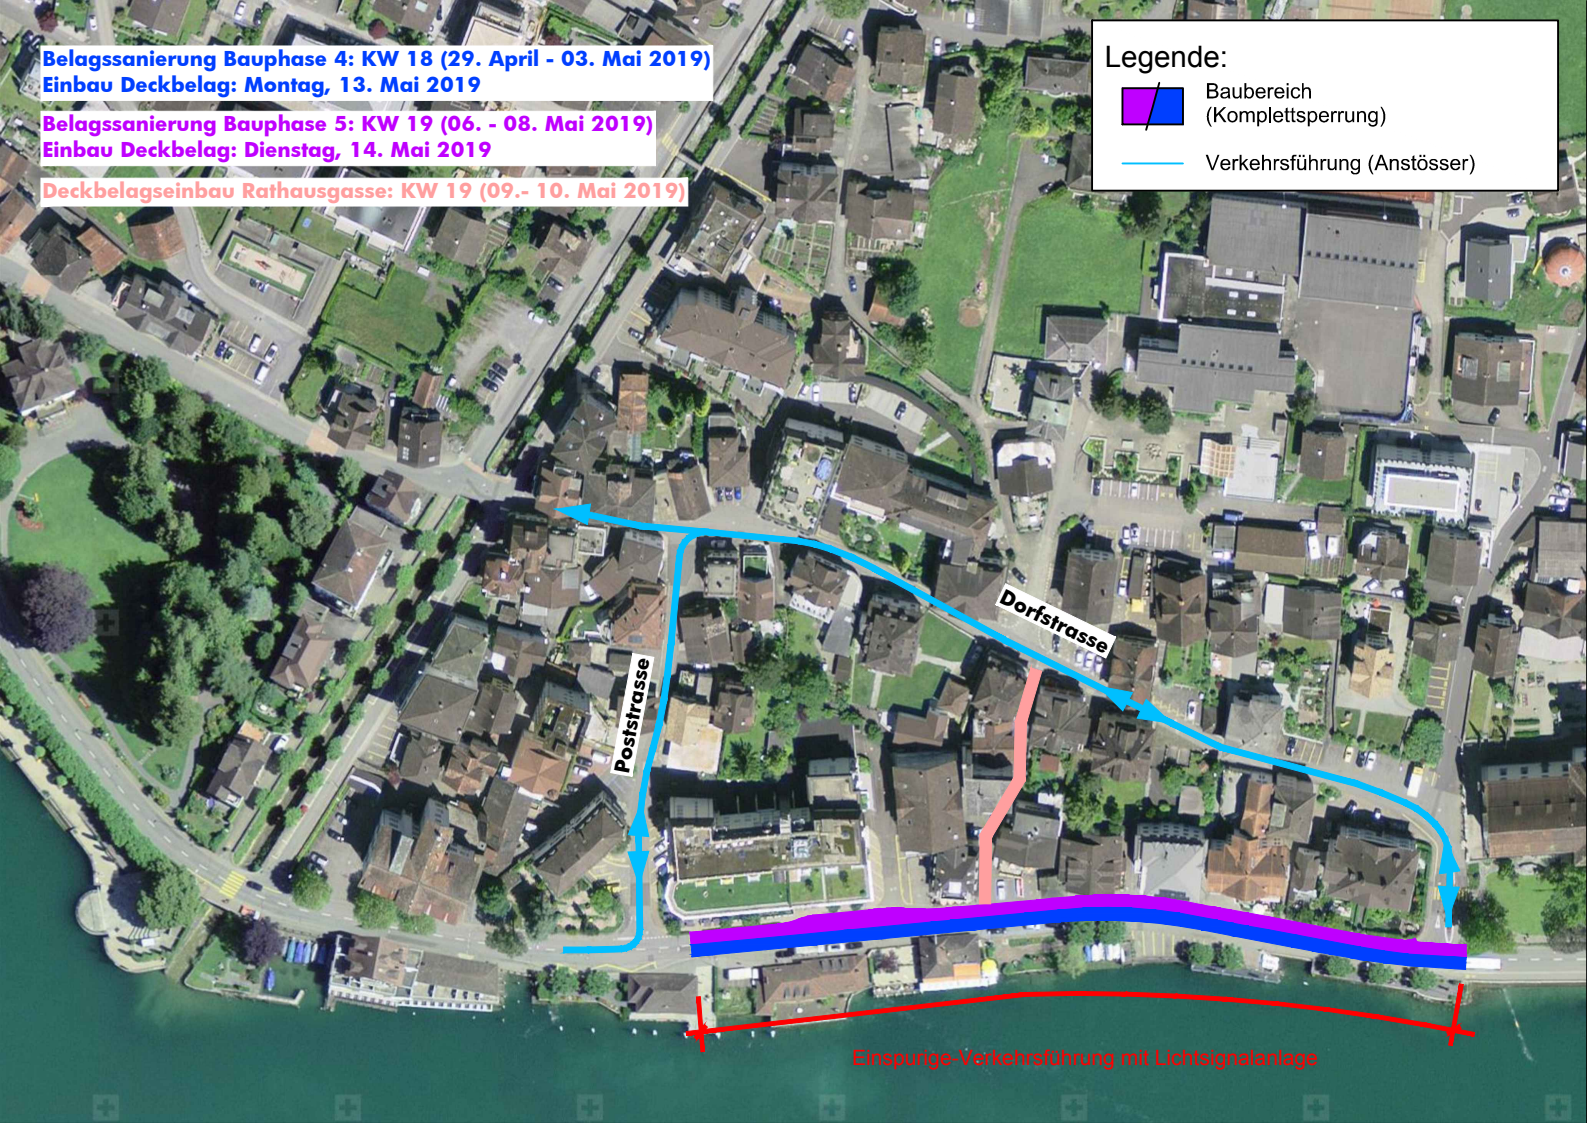 Belagssanierung Bauphase 4: KW 18 (29. April - 03. Mai 2019)
Einbau Deckbelag: Montag, 13. Mai 2019
Belagssanierung Bauphase 5: KW 19 (06. - 08. Mai 2019)
Einbau Deckbelag: Dienstag, 14. Mai 2019
Deckbelagseinbau Rathausgasse: KW 19 (09.- 10. Mai 2019)
Legende:
Baubereich
(Komplettsperrung)
Verkehrsführung (Anstösser)
Dorfstrasse
Poststrasse
Einspurige-Verkehrsführung mit Lichtsignalanlage